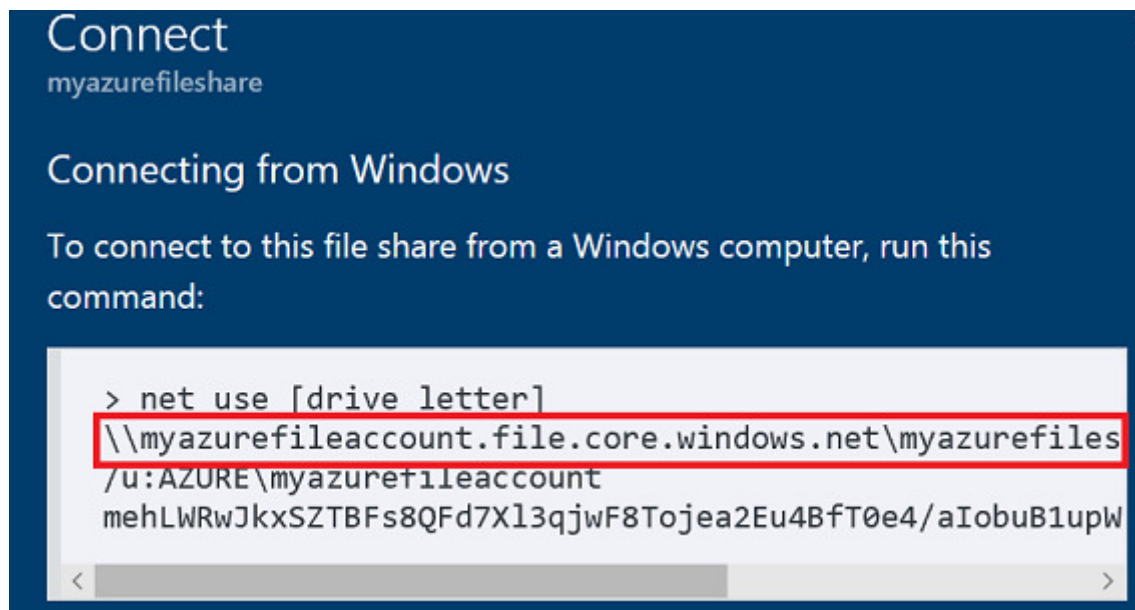 Connect
myazurefileshare
Connecting from Windows
To connect to this file share from a Windows computer, run this
command:
> net use [drive letter]
\\myazurefileaccount.file.core.windows.net\myazurefiles
/u:AZURE\myazurefileaccount
mehLWRwJkxSZTBFs8QFd7Xl3qjwF8Tojea2Eu4BfT0e4/aIobuB1upW